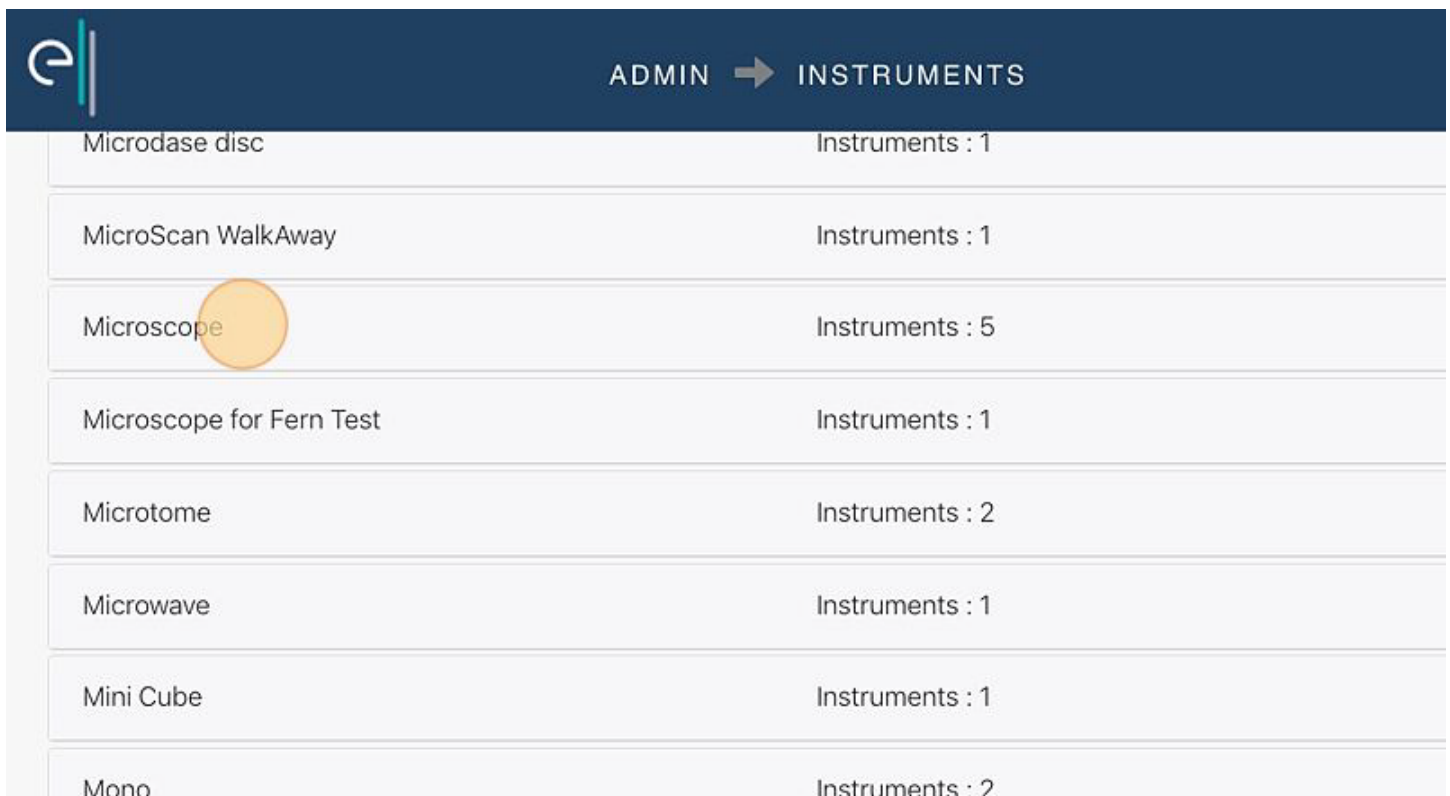 ell
ADMIN INSTRUMENTS
Microdase disc Instruments : 1
MicroScan WalkAway Instruments : 1
Microscope Instruments : 5
Microscope for Fern Test Instruments : 1
Microtome Instruments : 2
Microwave Instruments : 1
Mini Cube Instruments : 1
Mono Instruments : 2